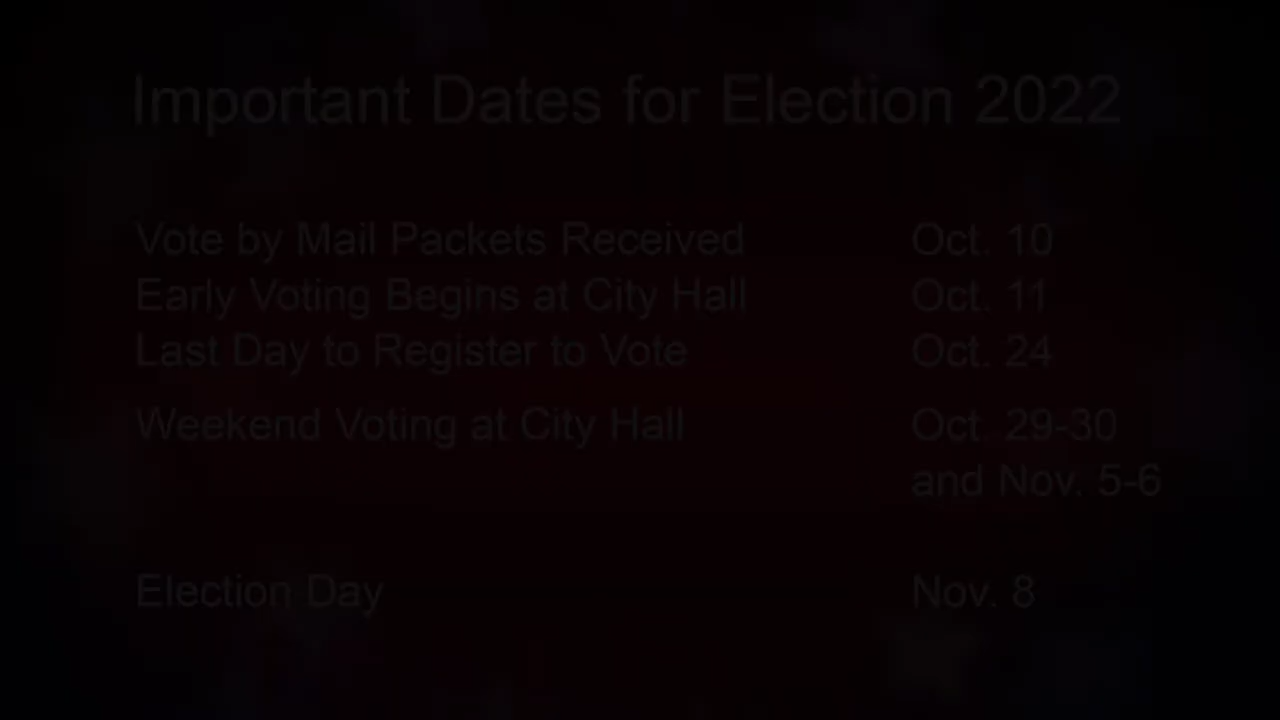 Important Dates for Election 2022
Vote by Mail Packets Received Oct. 10
Early Voting Begins at City Hall Oct. 11
Last Day to Register to Vote Oct. 24
Weekend Voting at City Hall Oct. 29-30
and Nov. 5-6
Election Day Nov. 8